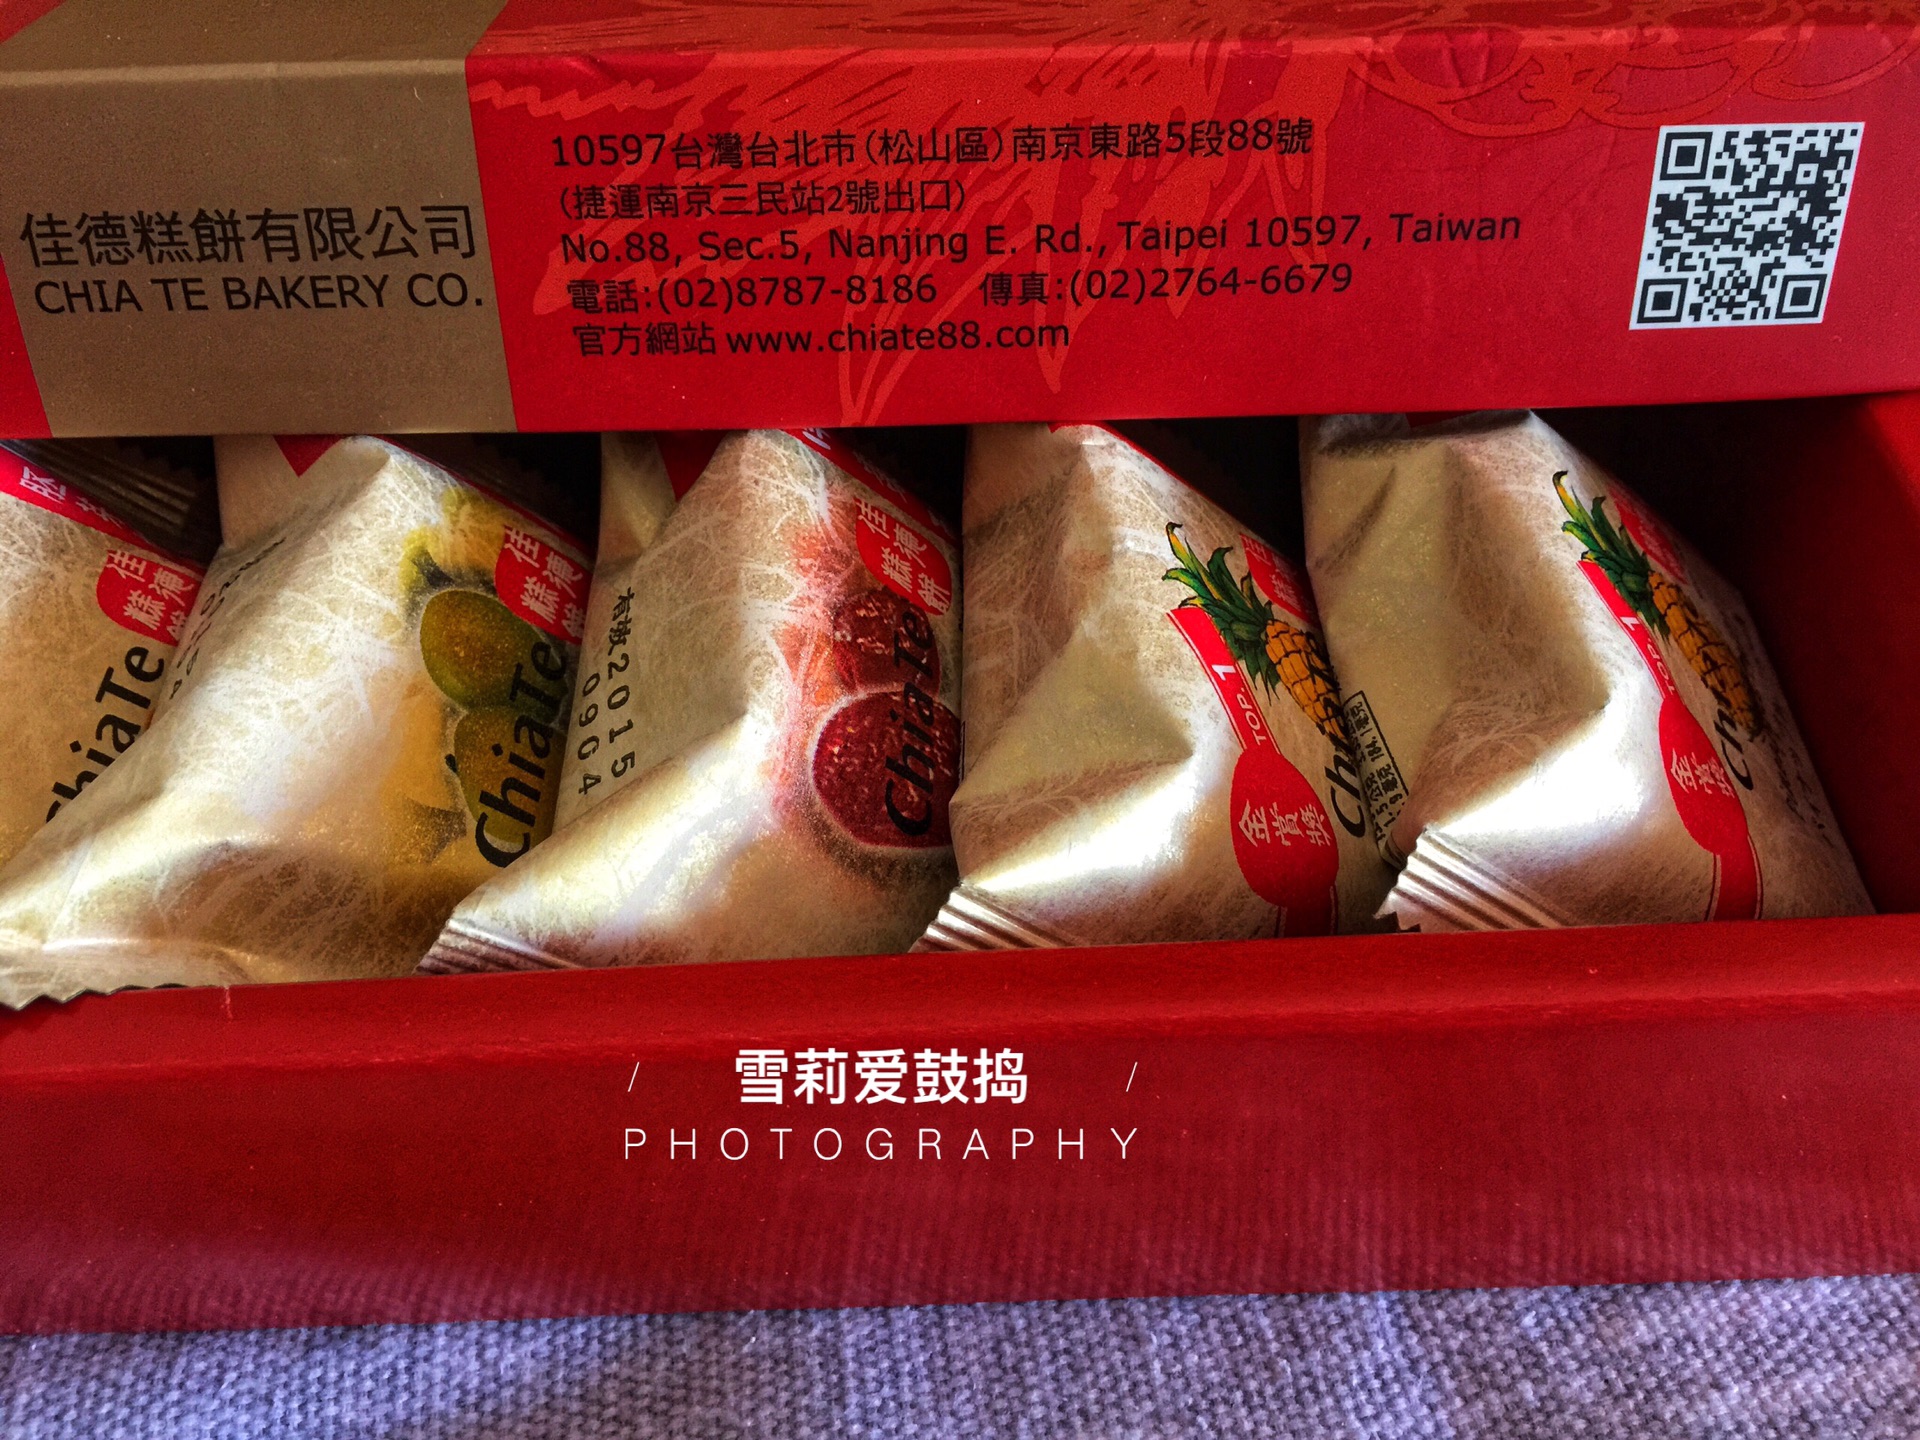 佳德糕餅有限公司
CHIA TE BAKERY CO.
10597台灣台北市(松山區)南京東路5段88號
(捷運南京三民站2號出口)
No.88, Sec.5, Nanjing E. Rd., Taipei 10597, Taiwan
電話:(02)8787-8186 傳真:(02)2764-6679
官方網站 www.chiate88.com
佳德
糕餅
ChiaTe
佳德
糕餅
ChiaTe
有效2015
0904
佳德
糕餅
ChiaTe
TOP.1
金賞獎
TOP.1
金賞獎
雪莉爱鼓捣
PHOTOGRAPHY